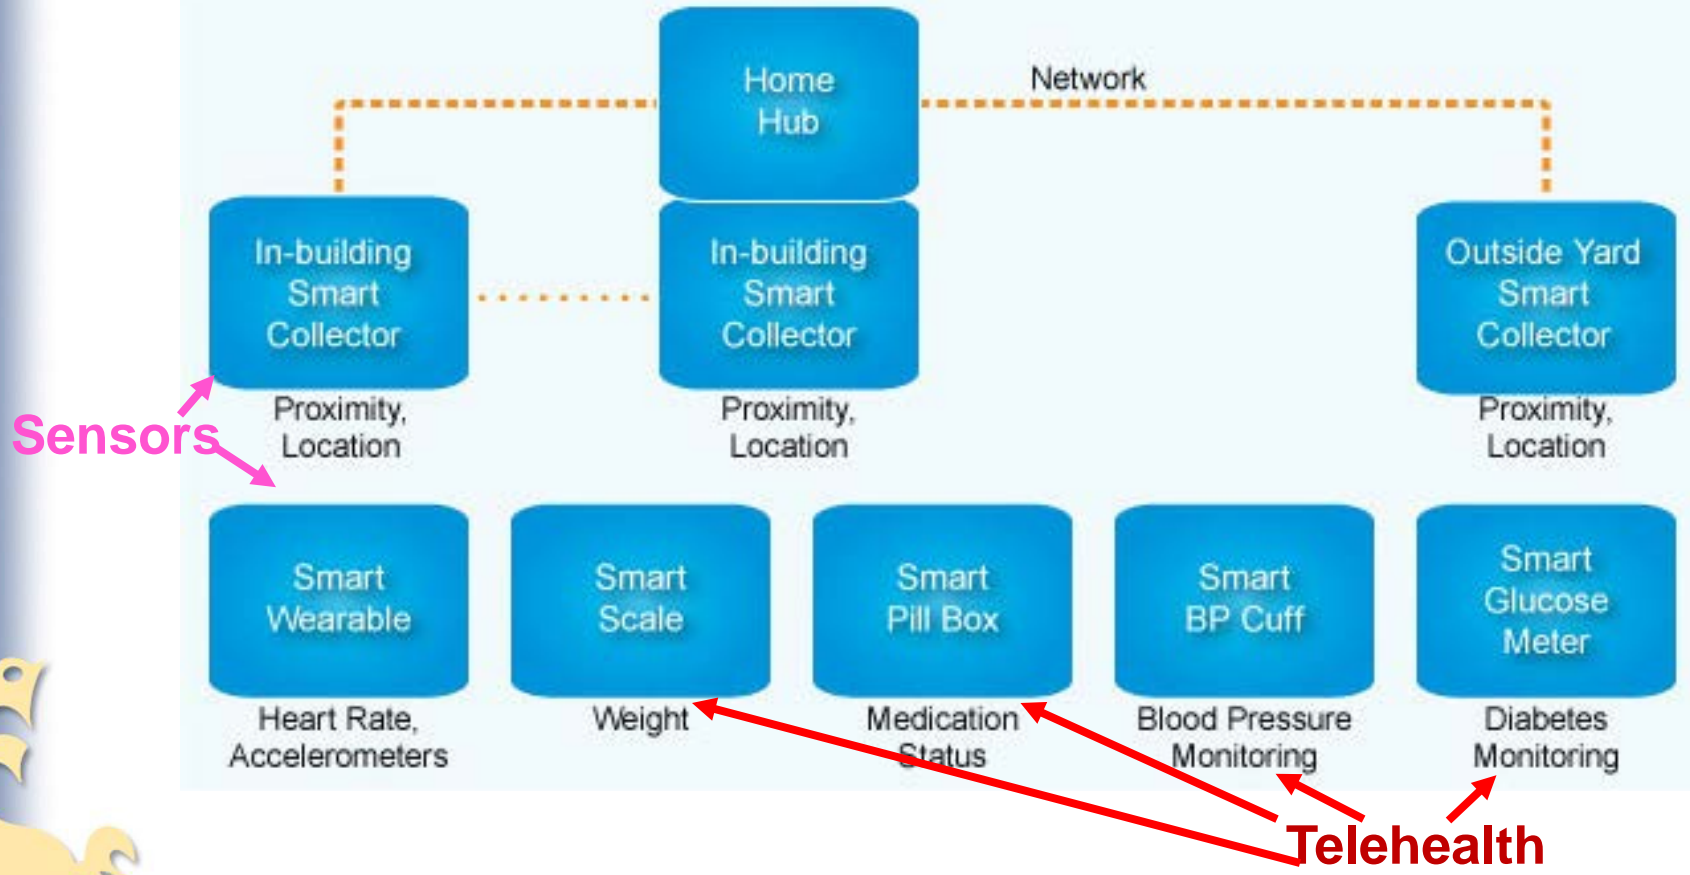 Home
Hub
Network
In-building
Smart
Collector
In-building
Smart
Collector
Outside Yard
Smart
Collector
Proximity,
Location
Proximity,
Location
Proximity,
Location
Sensors
Smart
Wearable
Smart
Scale
Smart
Pill Box
Smart
BP Cuff
Smart
Glucose
Meter
Heart Rate,
Accelerometers
Weight
Medication
Status
Blood Pressure
Monitoring
Diabetes
Monitoring
Telehealth